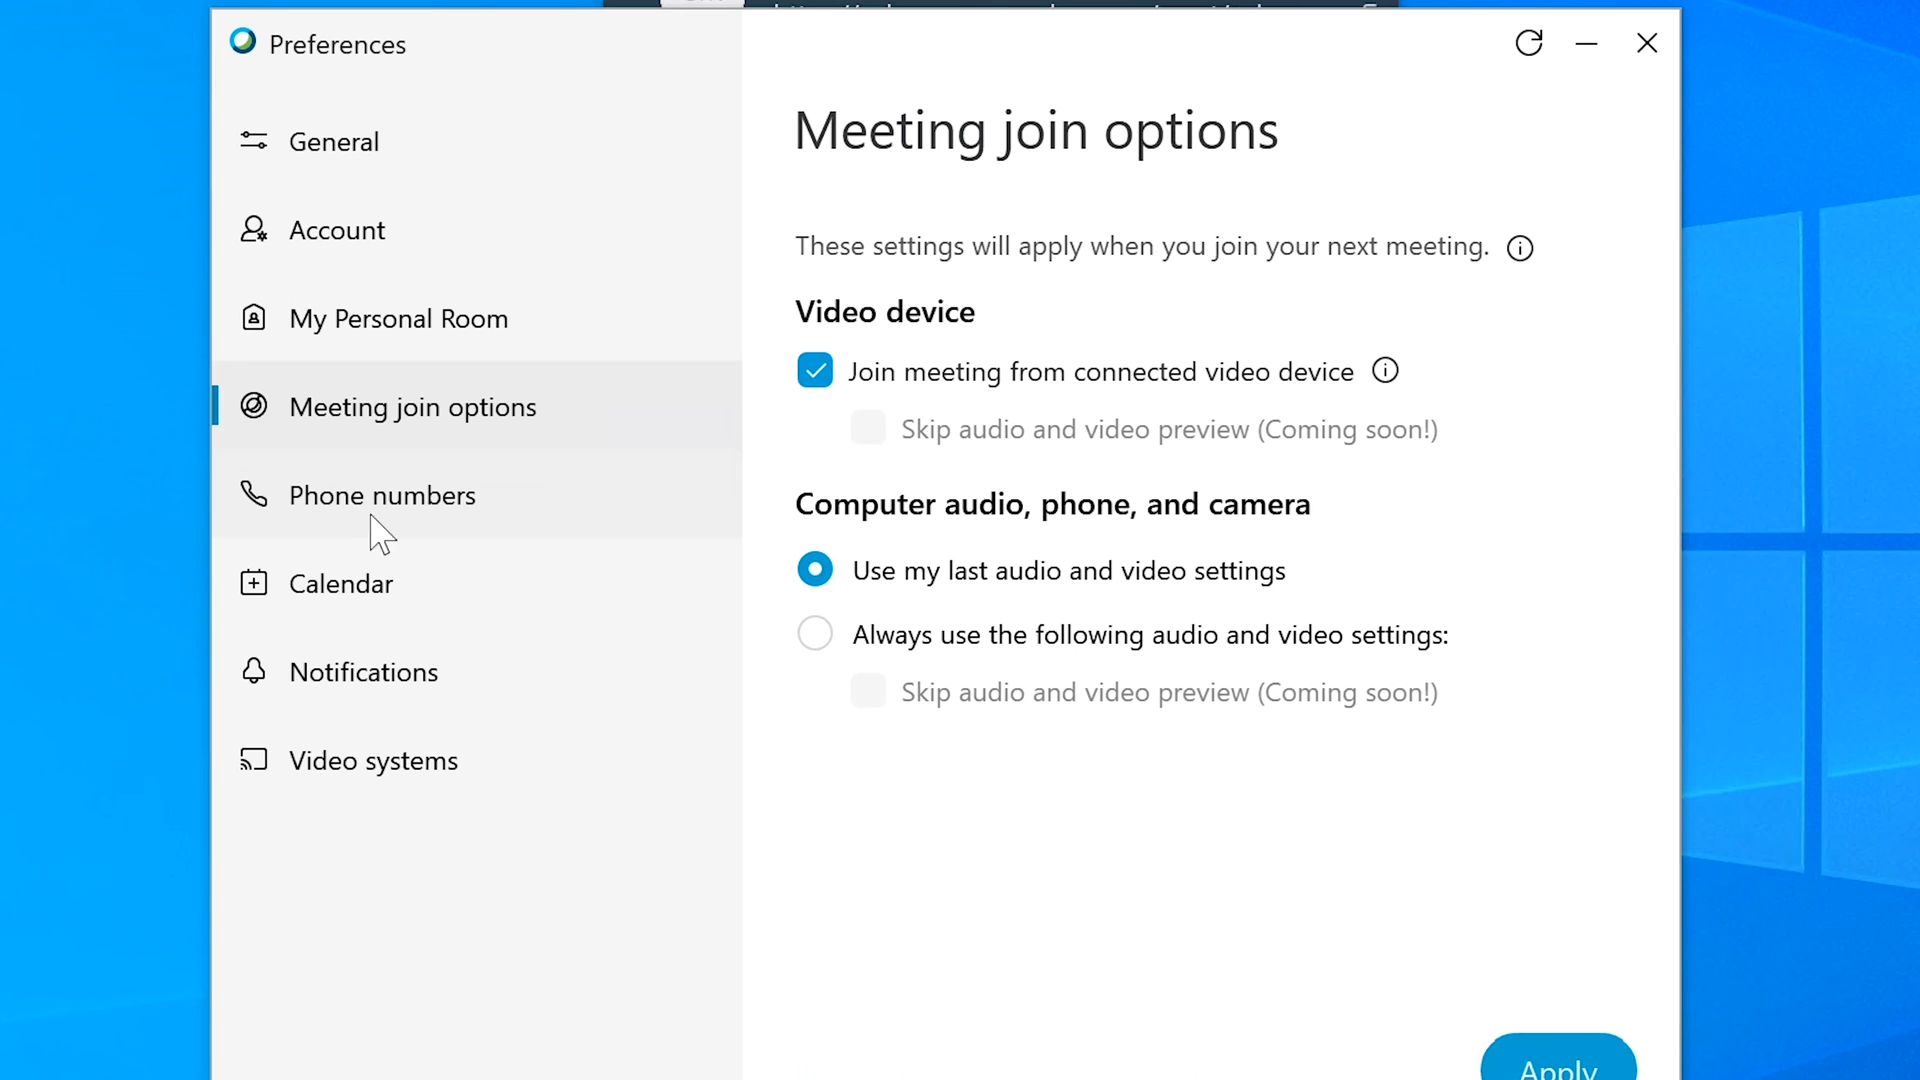 Preferences
General
Account
My Personal Room
Meeting join options
Phone numbers
Calendar
Notifications
Video systems
Meeting join options
These settings will apply when you join your next meeting.
Video device
Join meeting from connected video device
Skip audio and video preview (Coming soon!)
Computer audio, phone, and camera
Use my last audio and video settings
Always use the following audio and video settings:
Skip audio and video preview (Coming soon!)
Apply